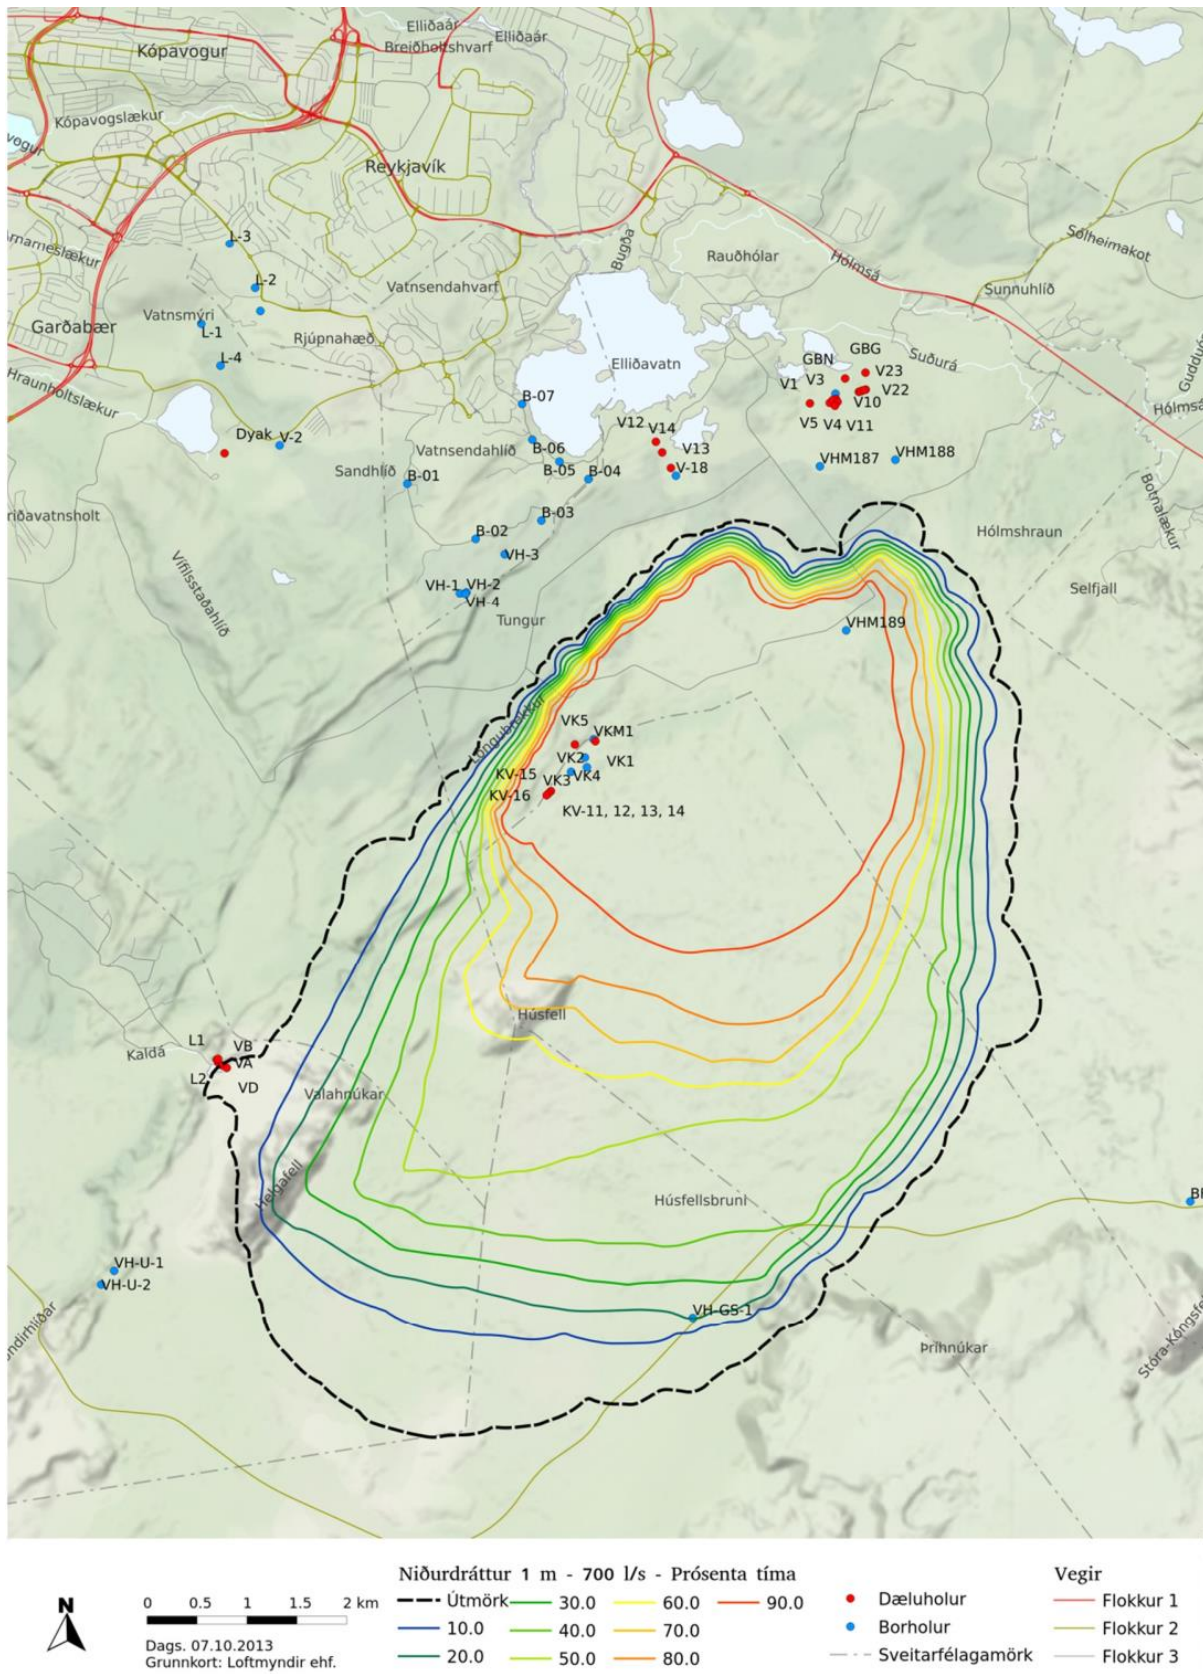 Elliðaár
Elliðaár
Breiðholtshvarf
Kópavogur
Kópavogslækur
vogur
Reykjavík
Arnarneslækur
L-3
Bugða
Rauðhólar
Hólmsá
Sólheimakot
L-2
Vatnsendahvarf
Sunnuhlíð
Vatnsmýri
Garðabær
L-1
Rjúpnahæð
Elliðavatn
GBN
GBG
Suðurá
L-4
V1
V3
V23
V22
Hraunholtslækur
B-07
V10
Hólmsá
V5
V4
V11
V12
V14
Dyak
V-2
Vatnsendahlíð
B-06
V13
VHM187
VHM188
Sandhlíð
B-05
B-04
V-18
B-01
Botnalækur
B-03
B-02
Hólmshraun
VH-3
Vífilsstaðahlíð
VH-1
VH-2
VH-4
Selfjall
Tungur
VHM189
Löngubrekkur
VK5
VKM1
VK2
VK1
KV-15
VK3
VK4
KV-16
KV-11, 12, 13, 14
Húsfell
L1
VB
Kaldá
VA
L2
VD
Valahnúkar
Helgafell
Húsfellsbruni
VH-U-1
VH-U-2
VH-GS-1
Þríhnúkar
Niðurdráttur 1 m - 700 l/s - Prósenta tíma
Útmörk
30.0
60.0
90.0
10.0
40.0
70.0
20.0
50.0
80.0
Dæluholur
Borholur
Sveitarfélagamörk
Vegir
Flokkur 1
Flokkur 2
Flokkur 3
N
0 0.5 1 1.5 2 km
Dags. 07.10.2013
Grunnkort: Loftmyndir ehf.